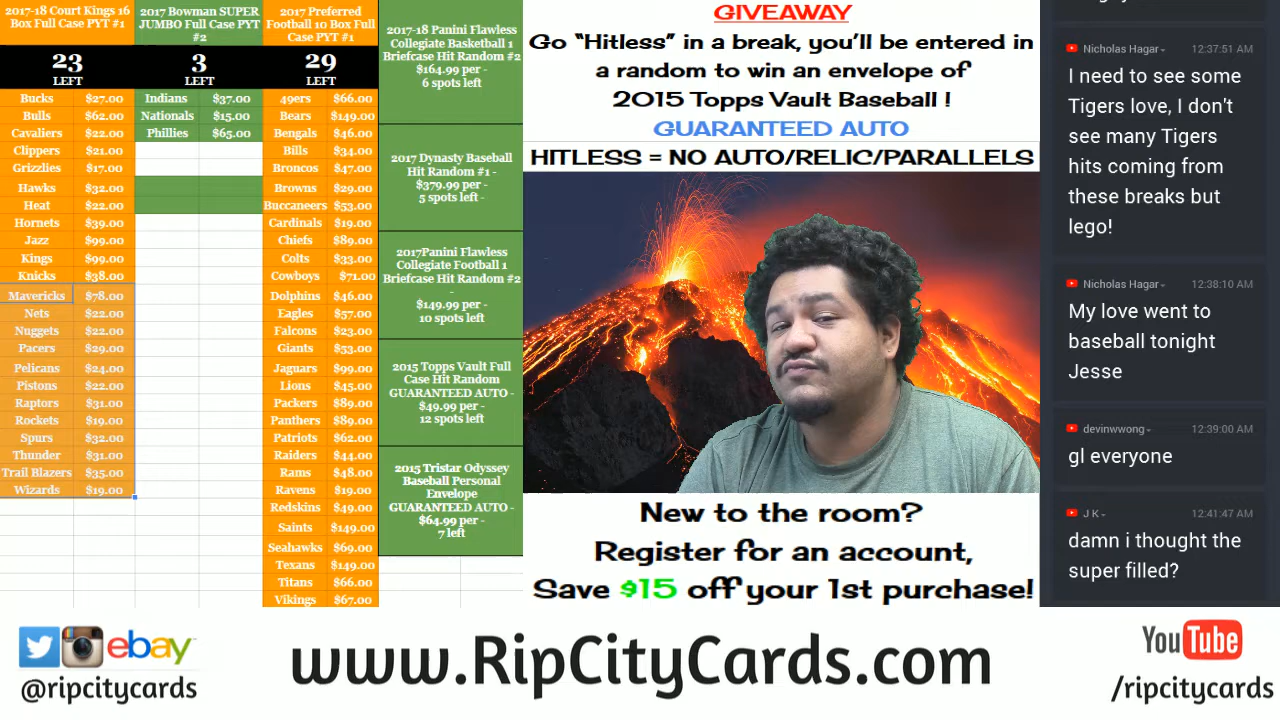 2017-18 Court Kings 16
Box Full Case PYT #1
23
LEFT
Bucks $27.00
Bulls $62.00
Cavaliers $22.00
Clippers $21.00
Grizzlies $17.00
Hawks $32.00
Heat $22.00
Hornets $39.00
Jazz $99.00
Kings $99.00
Knicks $38.00
Mavericks $78.00
Nets $22.00
Nuggets $22.00
Pacers $29.00
Pelicans $24.00
Pistons $22.00
Raptors $31.00
Rockets $19.00
Spurs $32.00
Thunder $31.00
Trail Blazers $35.00
Wizards $19.00
2017 Bowman SUPER
JUMBO Full Case PYT
#2
3
LEFT
Indians $37.00
Nationals $15.00
Phillies $65.00
2017 Preferred
Football 10 Box Full
Case PYT #1
29
LEFT
49ers $66.00
Bears $149.00
Bengals $46.00
Bills $34.00
Broncos $47.00
Browns $29.00
Buccaneers $53.00
Cardinals $19.00
Chiefs $89.00
Colts $33.00
Cowboys $71.00
Dolphins $46.00
Eagles $57.00
Falcons $23.00
Giants $53.00
Jaguars $99.00
Lions $45.00
Packers $89.00
Panthers $89.00
Patriots $62.00
Raiders $44.00
Rams $48.00
Ravens $19.00
Redskins $49.00
Saints $149.00
Seahawks $69.00
Texans $149.00
Titans $66.00
Vikings $67.00
2017-18 Panini Flawless
Collegiate Basketball 1
Briefcase Hit Random #2
$164.99 per -
6 spots left
2017 Dynasty Baseball
Hit Random #1 -
$379.99 per -
5 spots left
2017Panini Flawless
Collegiate Football 1
Briefcase Hit Random #2
-
$149.99 per -
10 spots left
2015 Topps Vault Full
Case Hit Random
GUARANTEED AUTO -
$49.99 per -
12 spots left
2015 Tristar Odyssey
Baseball Personal
Envelope
GUARANTEED AUTO -
$64.99 per -
7 left
GIVEAWAY
Go “Hitless” in a break, you’ll be entered in
a random to win an envelope of
2015 Topps Vault Baseball !
GUARANTEED AUTO
HITLESS = NO AUTO/RELIC/PARALLELS
New to the room?
Register for an account,
Save $15 off your 1st purchase!
Nicholas Hagar 12:37:51 AM
I need to see some
Tigers love, I don't
see many Tigers
hits coming from
these breaks but
lego!
Nicholas Hagar 12:38:10 AM
My love went to
baseball tonight
Jesse
devinwwong 12:39:00 AM
gl everyone
J K 12:41:47 AM
damn i thought the
super filled?
ebay
@ripcitycards
www.RipCityCards.com
YouTube
/ripcitycards